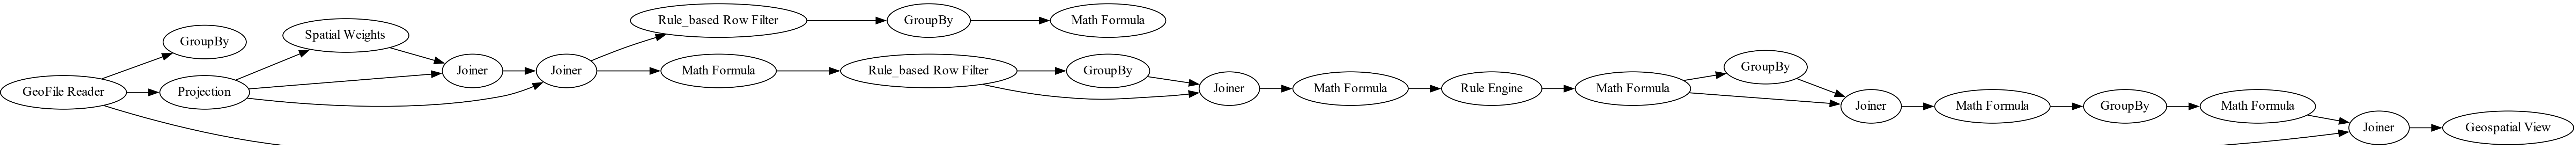 GeoFile Reader
GroupBy
Projection
Spatial Weights
Joiner
Joiner
Rule_based Row Filter
GroupBy
Math Formula
Math Formula
Rule_based Row Filter
GroupBy
Joiner
Math Formula
Rule Engine
Math Formula
GroupBy
Joiner
Math Formula
GroupBy
Math Formula
Joiner
Geospatial View